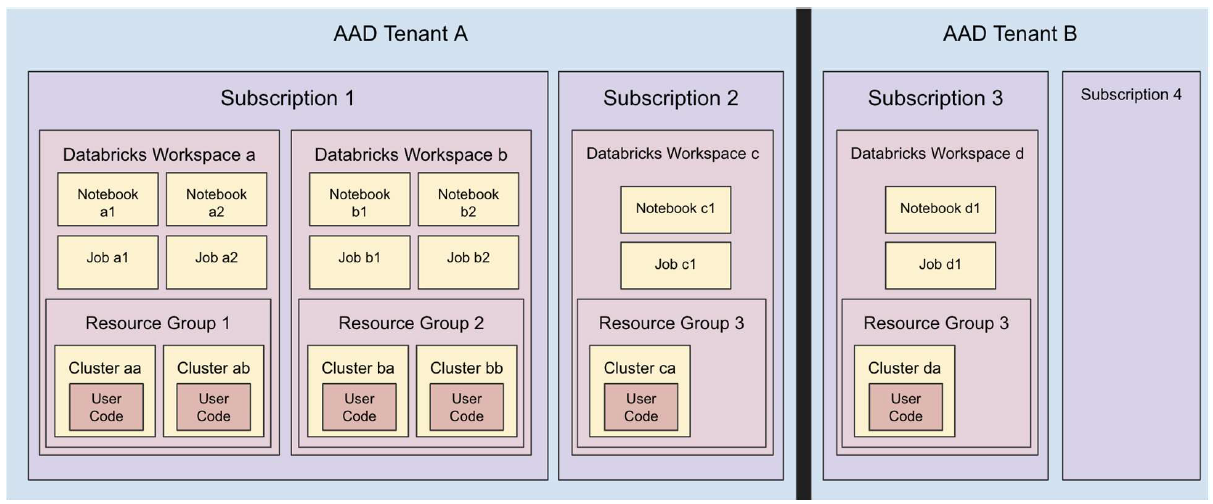 AAD Tenant A
AAD Tenant B
Subscription 1
Subscription 2
Subscription 3
Subscription 4
Databricks Workspace a
Databricks Workspace b
Databricks Workspace c
Databricks Workspace d
Notebook
a1
Notebook
a2
Notebook
b1
Notebook
b2
Notebook c1
Notebook d1
Job a1
Job a2
Job b1
Job b2
Job c1
Job d1
Resource Group 1
Resource Group 2
Resource Group 3
Resource Group 3
Cluster aa
User
Code
Cluster ab
User
Code
Cluster ba
User
Code
Cluster bb
User
Code
Cluster ca
User
Code
Cluster da
User
Code